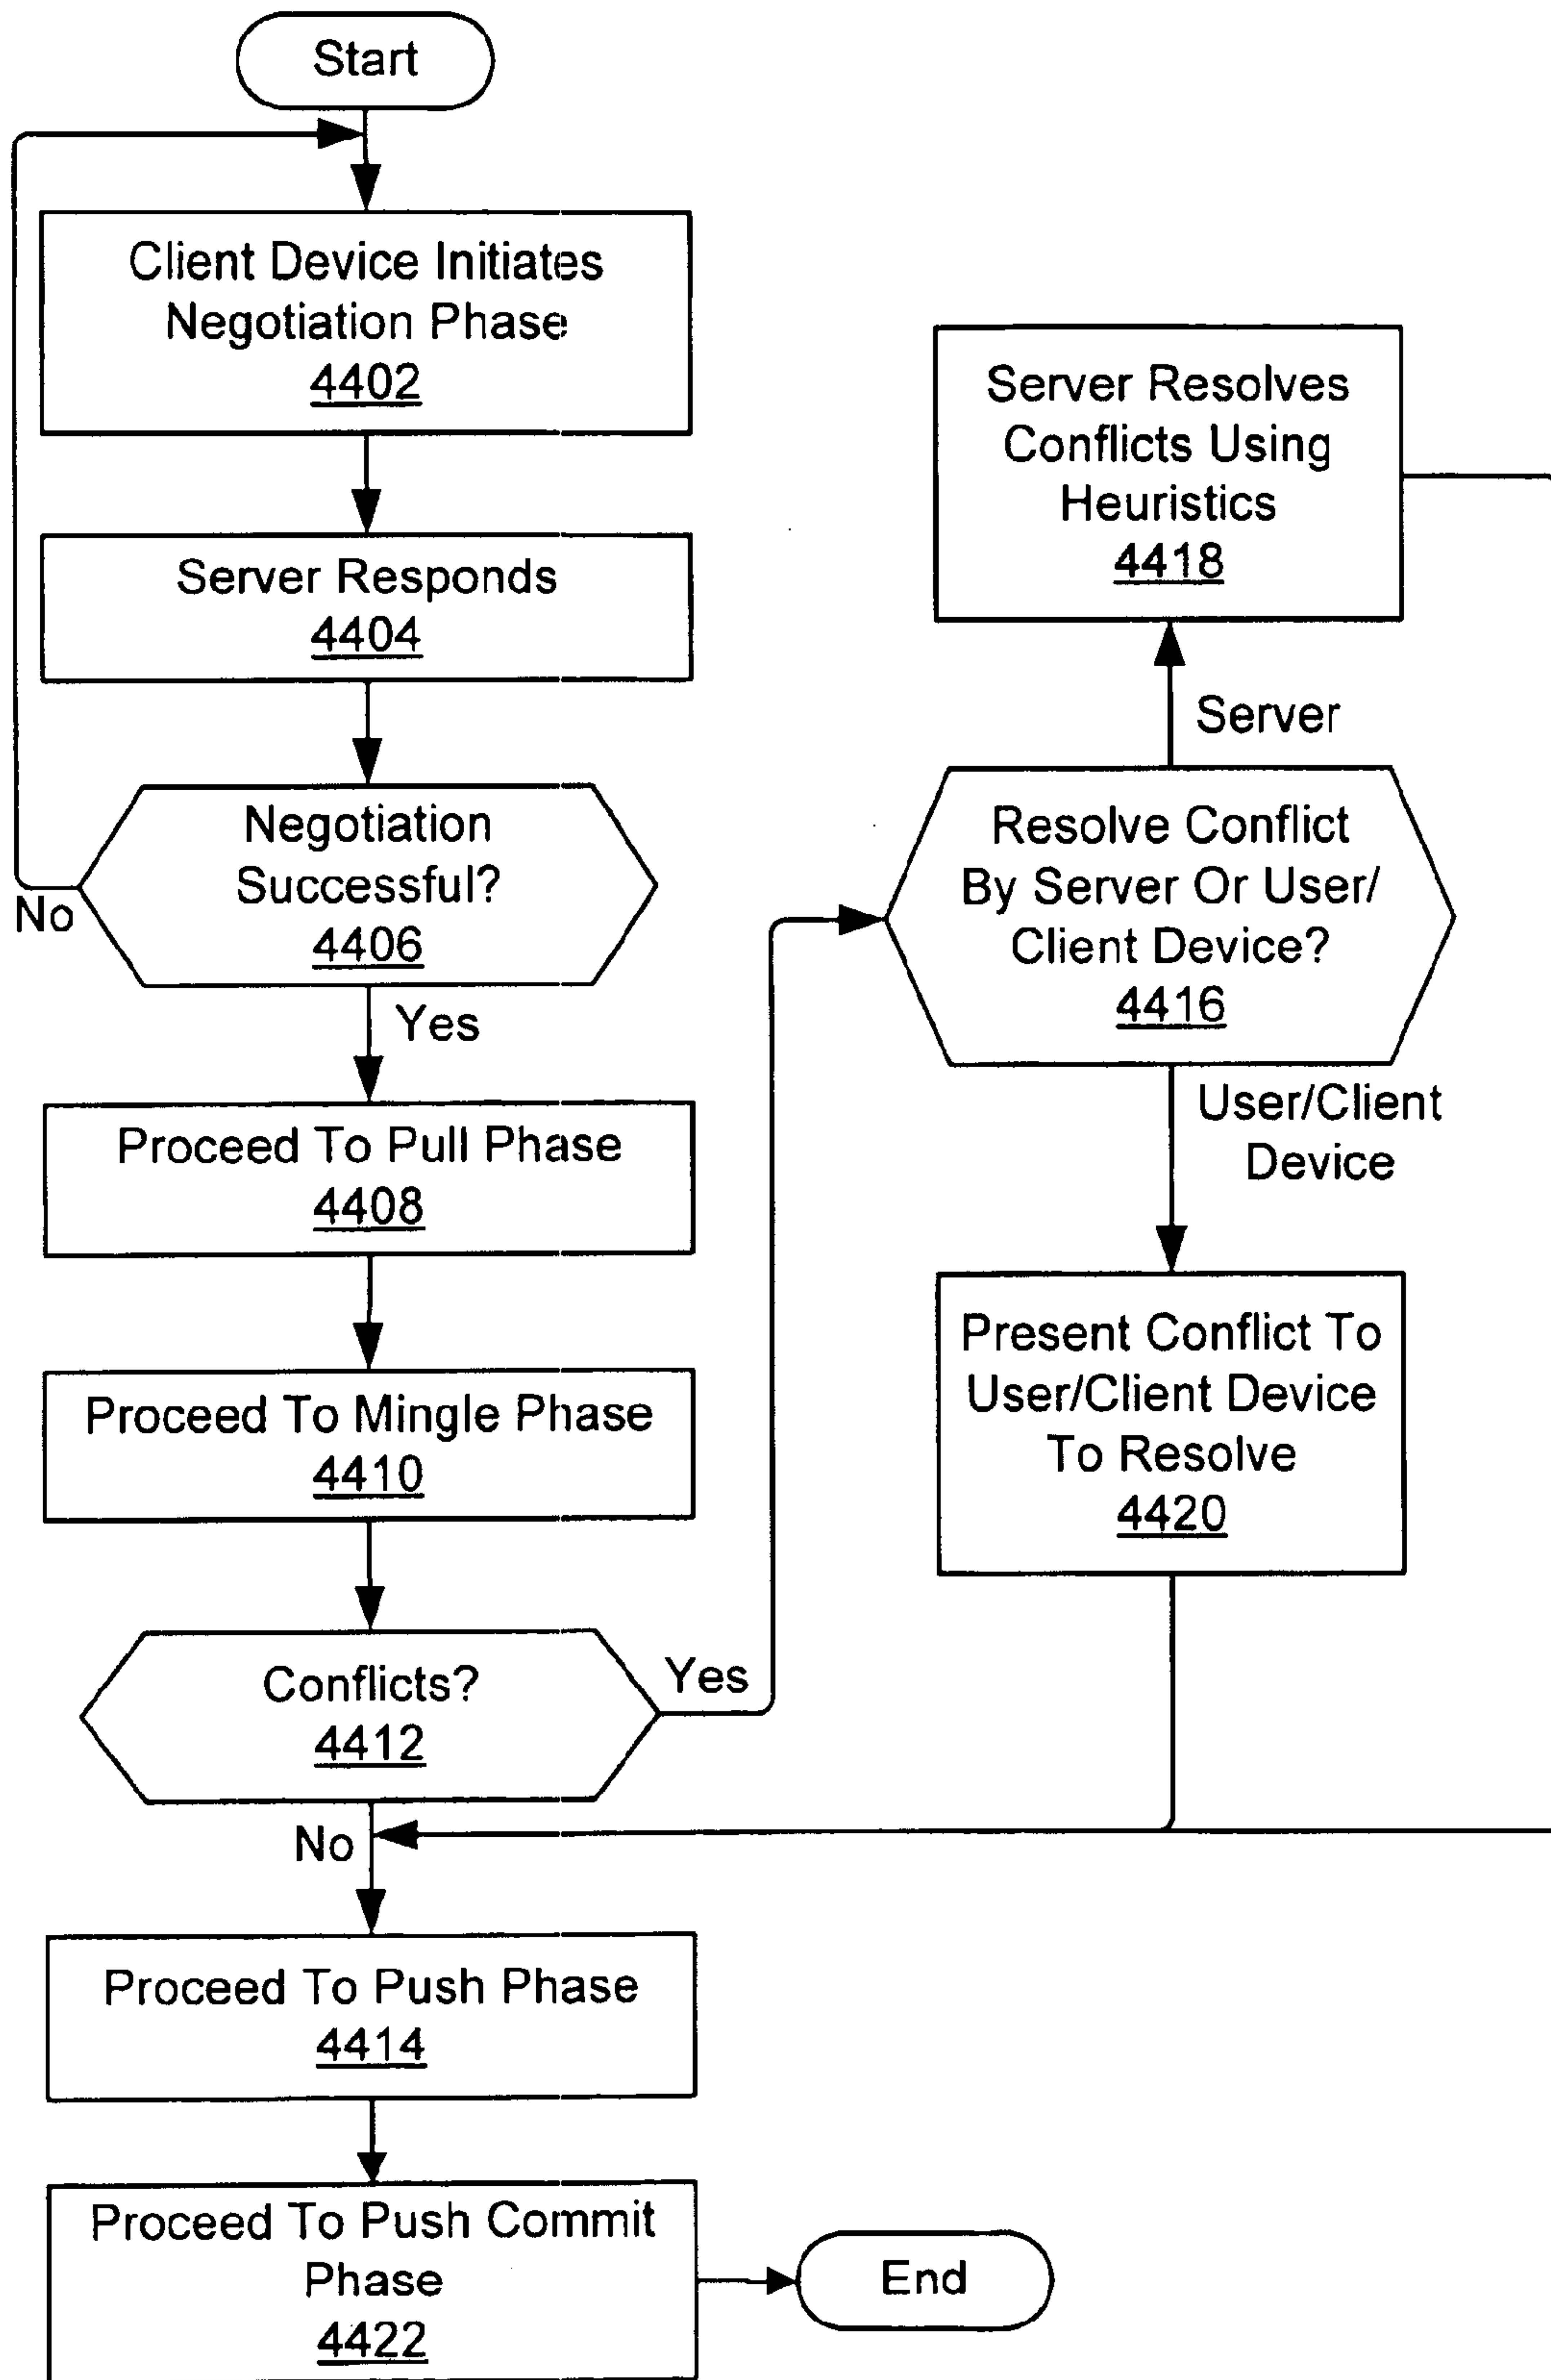 Start
Client Device Initiates
Negotiation Phase
4402
Server Responds
4404
Negotiation
Successful?
4406
No
Yes
Proceed To Pull Phase
4408
Proceed To Mingle Phase
4410
Conflicts?
4412
Yes
No
Proceed To Push Phase
4414
Proceed To Push Commit
Phase
4422
End
Server Resolves
Conflicts Using
Heuristics
4418
Server
Resolve Conflict
By Server Or User/
Client Device?
4416
User/Client
Device
Present Conflict To
User/Client Device
To Resolve
4420